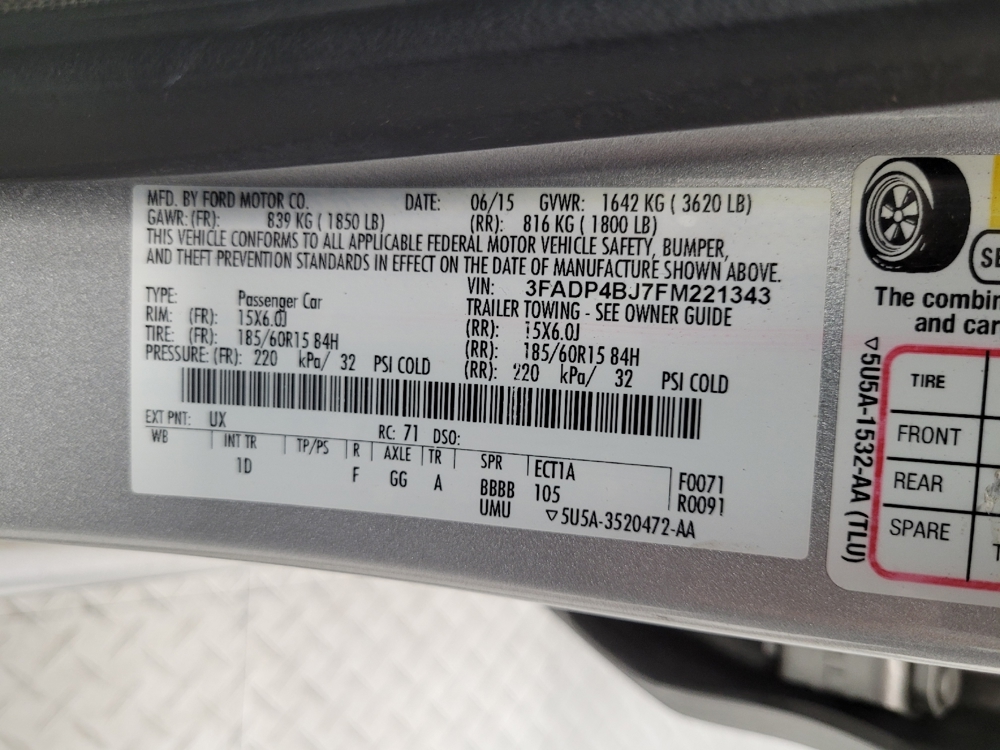 MFD. BY FORD MOTOR CO. DATE: 06/15 GVWR: 1642 KG ( 3620 LB)
GAWR:(FR): 839 KG ( 1850 LB) (RR): 816 KG ( 1800 LB)
THIS VEHICLE CONFORMS TO ALL APPLICABLE FEDERAL MOTOR VEHICLE SAFETY, BUMPER,
AND THEFT PREVENTION STANDARDS IN EFFECT ON THE DATE OF MANUFACTURE SHOWN ABOVE.
VIN: 3FADP4BJ7FM221343
TYPE: Passenger Car TRAILER TOWING - SEE OWNER GUIDE
RIM: (FR): 15X6.0J (RR): 15X6.0J
TIRE: (FR): 185/60R15 84H (RR): 185/60R15 84H
PRESSURE: (FR): 220 kPa/ 32 PSI COLD (RR): 220 kPa/ 32 PSI COLD
EXT PNT: UX RC: 71 DSO:
WB INT TR TP/PS R AXLE TR SPR ECT1A F0071
1D F GG A BBBB 105 R0091
UMU ▽5U5A-3520472-AA
The combin
and car
TIRE
FRONT
REAR
SPARE
▽5U5A-1532-AA (TLU)